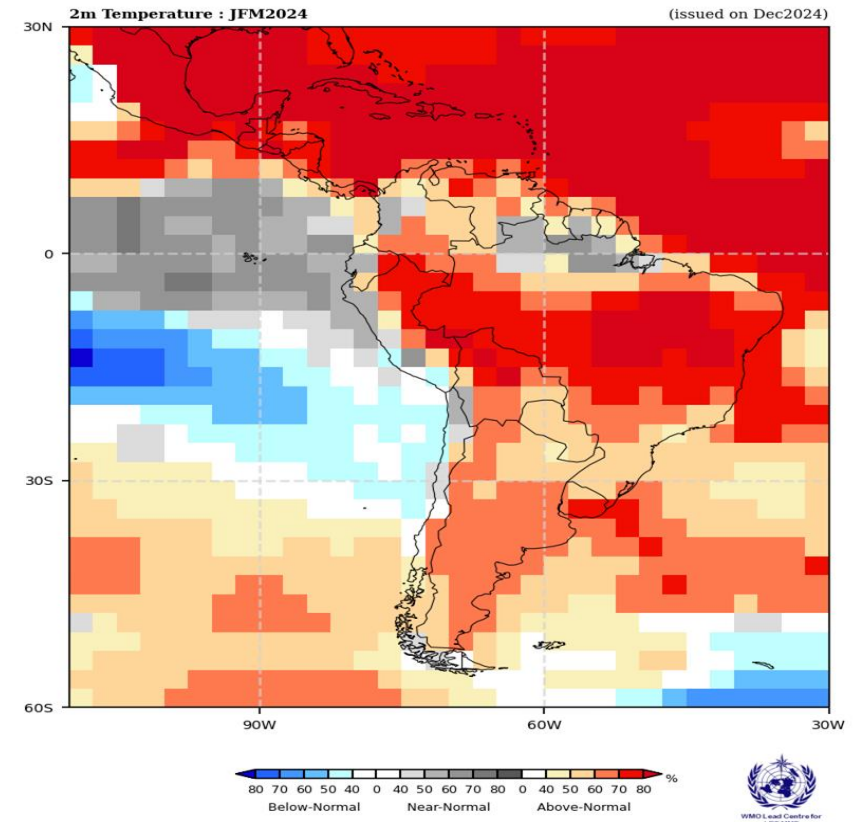 2m Temperature : JFM2024 (issued on Dec2024)
30N
0
30S
60S
90W 60W 30W
80 70 60 50 40 0 40 50 60 70 80 0 40 50 60 70 80 %
Below-Normal Near-Normal Above-Normal
WMO Lead Centre for